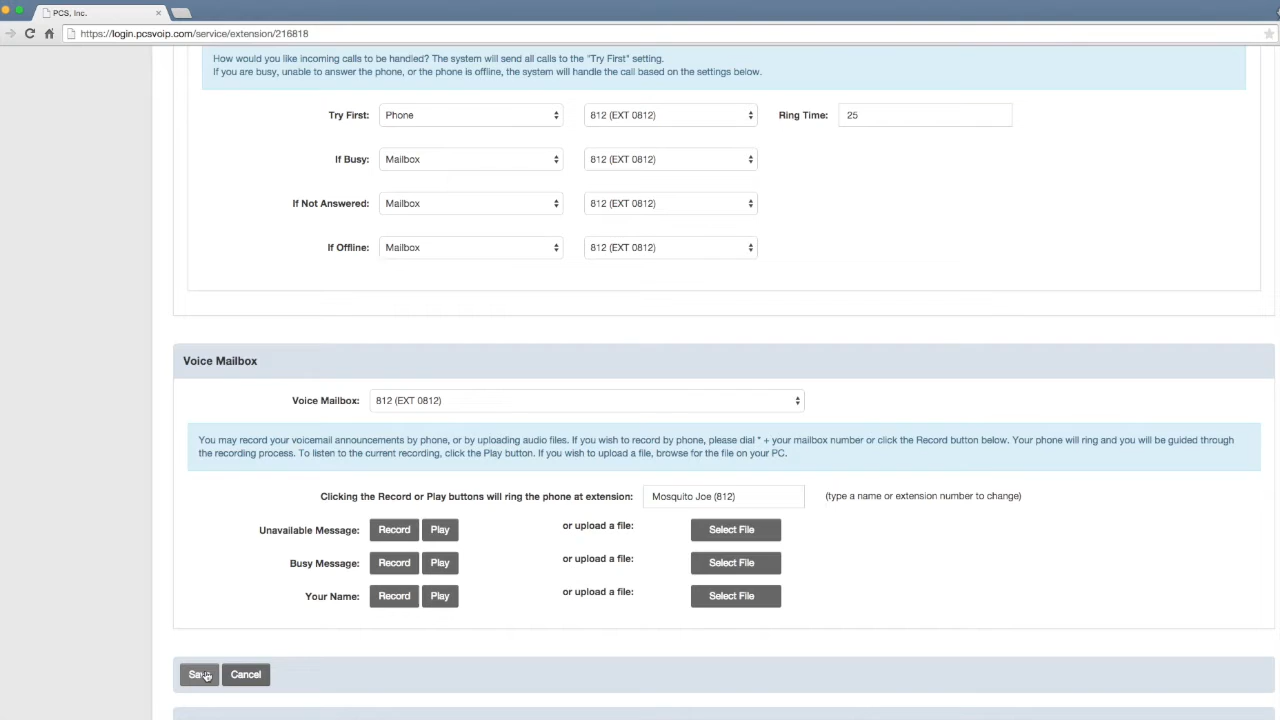 PCS, Inc.
https://login.pcsvoip.com/service/extension/216818
How would you like incoming calls to be handled? The system will send all calls to the "Try First" setting.
If you are busy, unable to answer the phone, or the phone is offline, the system will handle the call based on the settings below.
Try First: Phone 812 (EXT 0812) Ring Time: 25
If Busy: Mailbox 812 (EXT 0812)
If Not Answered: Mailbox 812 (EXT 0812)
If Offline: Mailbox 812 (EXT 0812)
Voice Mailbox
Voice Mailbox: 812 (EXT 0812)
You may record your voicemail announcements by phone, or by uploading audio files. If you wish to record by phone, please dial * + your mailbox number or click the Record button below. Your phone will ring and you will be guided through
the recording process. To listen to the current recording, click the Play button. If you wish to upload a file, browse for the file on your PC.
Clicking the Record or Play buttons will ring the phone at extension: Mosquito Joe (812) (type a name or extension number to change)
Unavailable Message: Record Play or upload a file: Select File
Busy Message: Record Play or upload a file: Select File
Your Name: Record Play or upload a file: Select File
Save Cancel